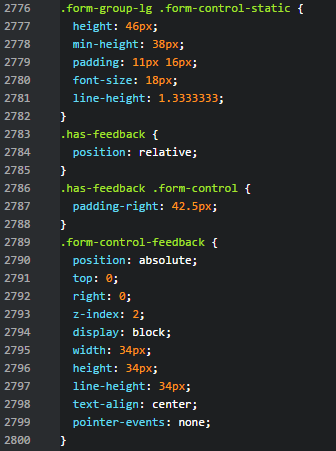 2776 .form-group-lg .form-control-static {
2777   height: 46px;
2778   min-height: 38px;
2779   padding: 11px 16px;
2780   font-size: 18px;
2781   line-height: 1.3333333;
2782 }
2783 .has-feedback {
2784   position: relative;
2785 }
2786 .has-feedback .form-control {
2787   padding-right: 42.5px;
2788 }
2789 .form-control-feedback {
2790   position: absolute;
2791   top: 0;
2792   right: 0;
2793   z-index: 2;
2794   display: block;
2795   width: 34px;
2796   height: 34px;
2797   line-height: 34px;
2798   text-align: center;
2799   pointer-events: none;
2800 }